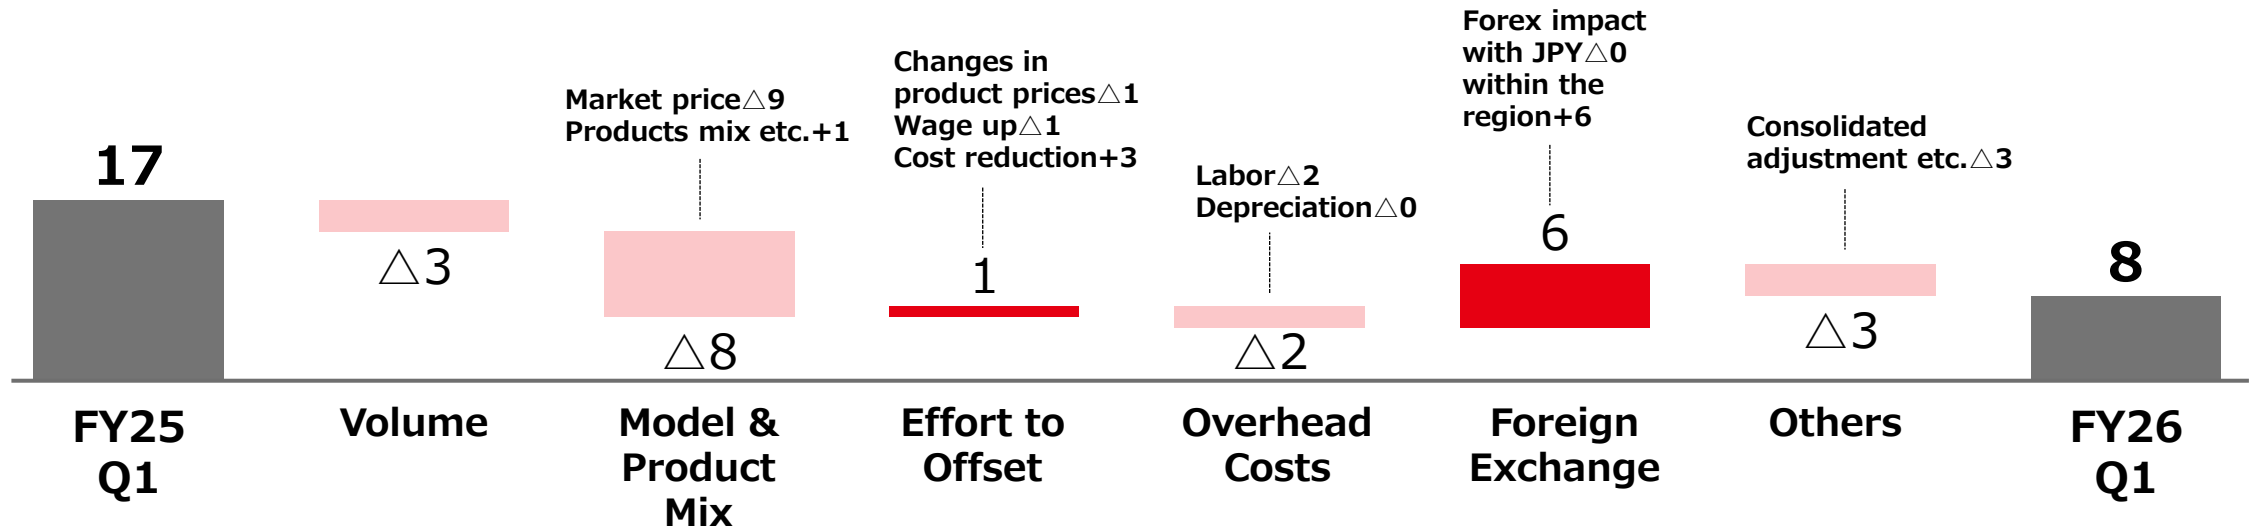 17
FY25
Q1
△3
Volume
Market price△9
Products mix etc.+1
△8
Model &
Product
Mix
Changes in
product prices△1
Wage up△1
Cost reduction+3
1
Effort to
Offset
Labor△2
Depreciation△0
△2
Overhead
Costs
Forex impact
with JPY△0
within the
region+6
6
Foreign
Exchange
Consolidated
adjustment etc.△3
△3
Others
8
FY26
Q1